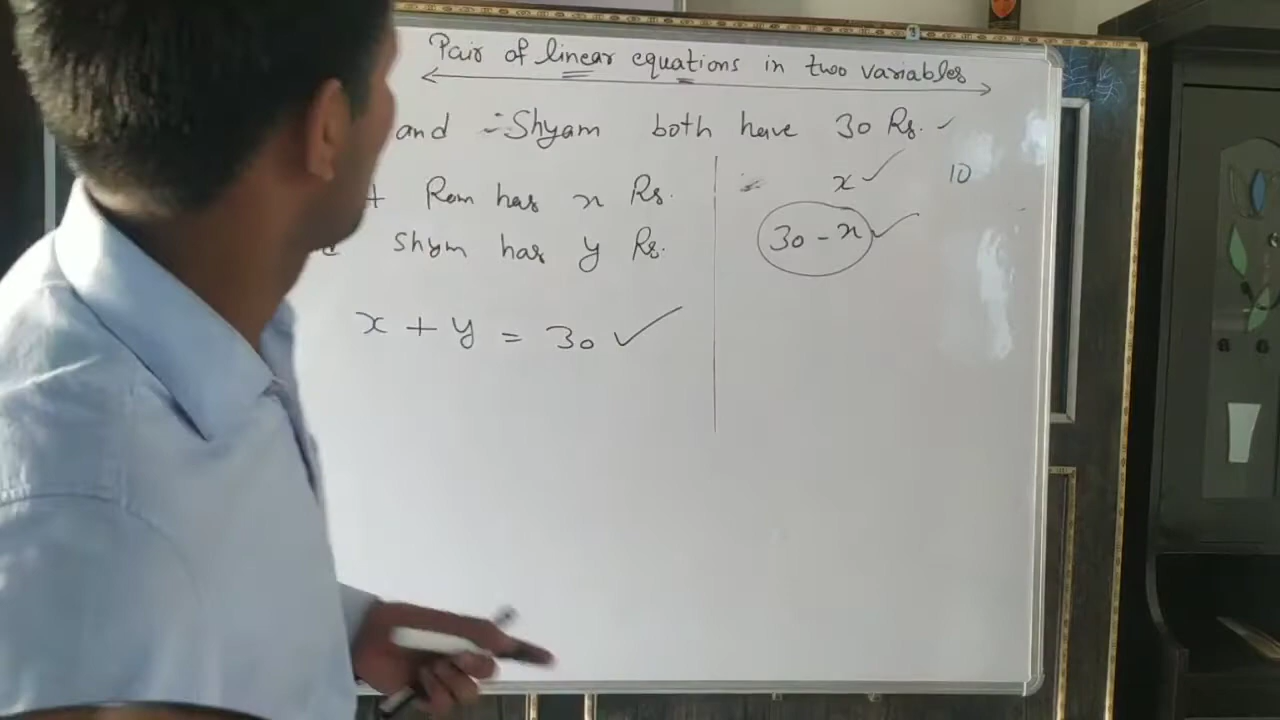 Pair of linear equations in two variables
and Shyam both have 30 Rs.
Ram has x Rs.
Shym has y Rs.
x + y = 30
x 10
30 - x